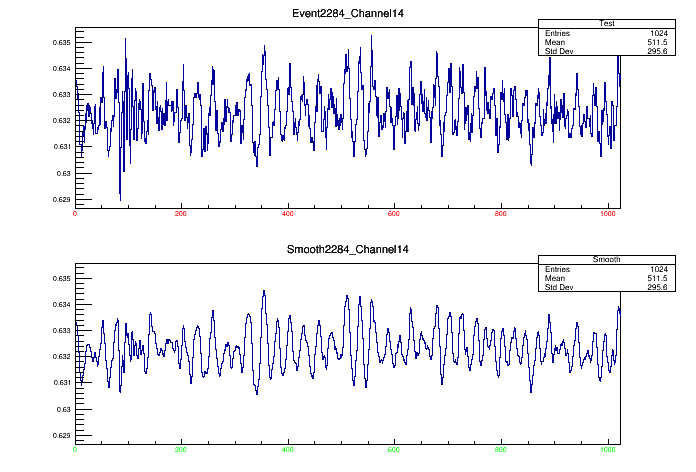 Event2284_Channel14
Test
Entries 1024
Mean 511.5
Std Dev 295.6
0.635
0.634
0.633
0.632
0.631
0.63
0.629
0 200 400 600 800 1000
Smooth2284_Channel14
Smooth
Entries 1024
Mean 511.5
Std Dev 295.6
0.635
0.634
0.633
0.632
0.631
0.63
0.629
0 200 400 600 800 1000